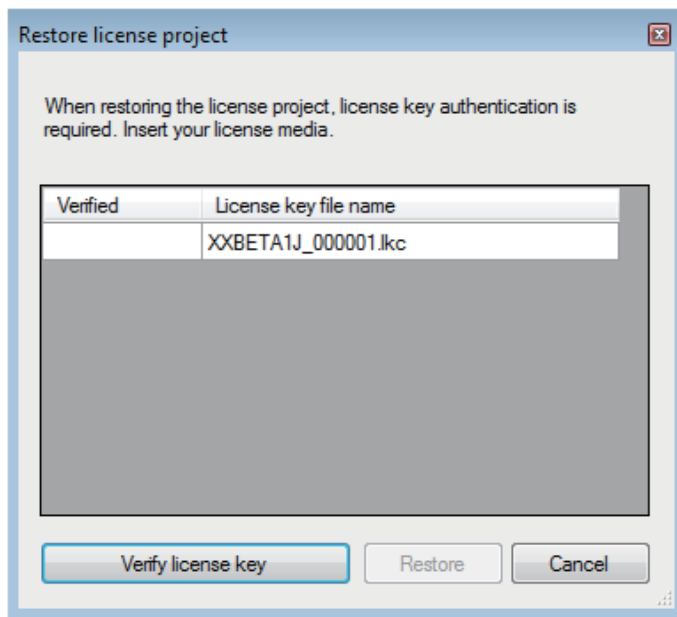 Restore license project
When restoring the license project, license key authentication is
required. Insert your license media.
Verified License key file name
XXBETA1J_000001.lkc
Verify license key Restore Cancel